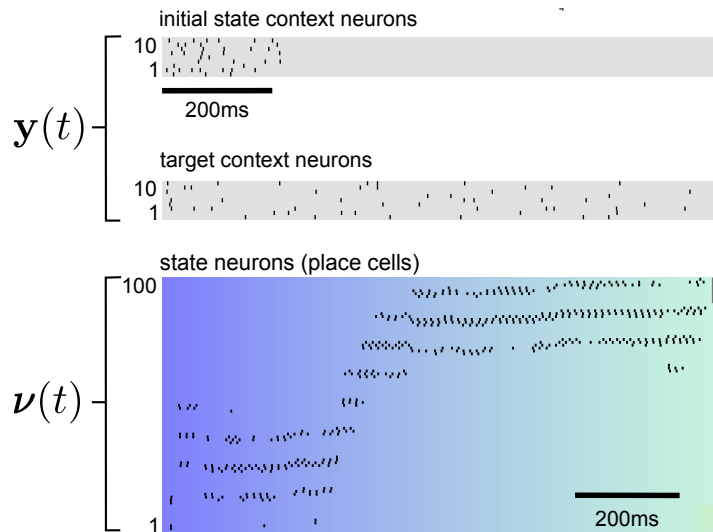 initial state context neurons
10
1
200ms
y(t)
target context neurons
10
1
state neurons (place cells)
100
ν(t)
1
200ms